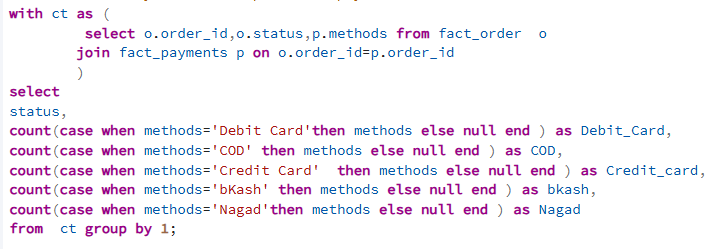 with ct as (
select o.order_id,o.status,p.methods from fact_order o
join fact_payments p on o.order_id=p.order_id
)
select
status,
count(case when methods='Debit Card'then methods else null end ) as Debit_Card,
count(case when methods='COD' then methods else null end ) as COD,
count(case when methods='Credit Card' then methods else null end ) as Credit_card,
count(case when methods='bKash' then methods else null end ) as bkash,
count(case when methods='Nagad'then methods else null end ) as Nagad
from ct group by 1;